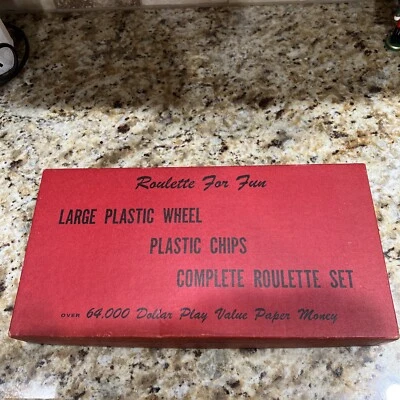 Roulette For Fun
LARGE PLASTIC WHEEL
PLASTIC CHIPS
COMPLETE ROULETTE SET
OVER 64,000 Dollar Play Value Paper Money